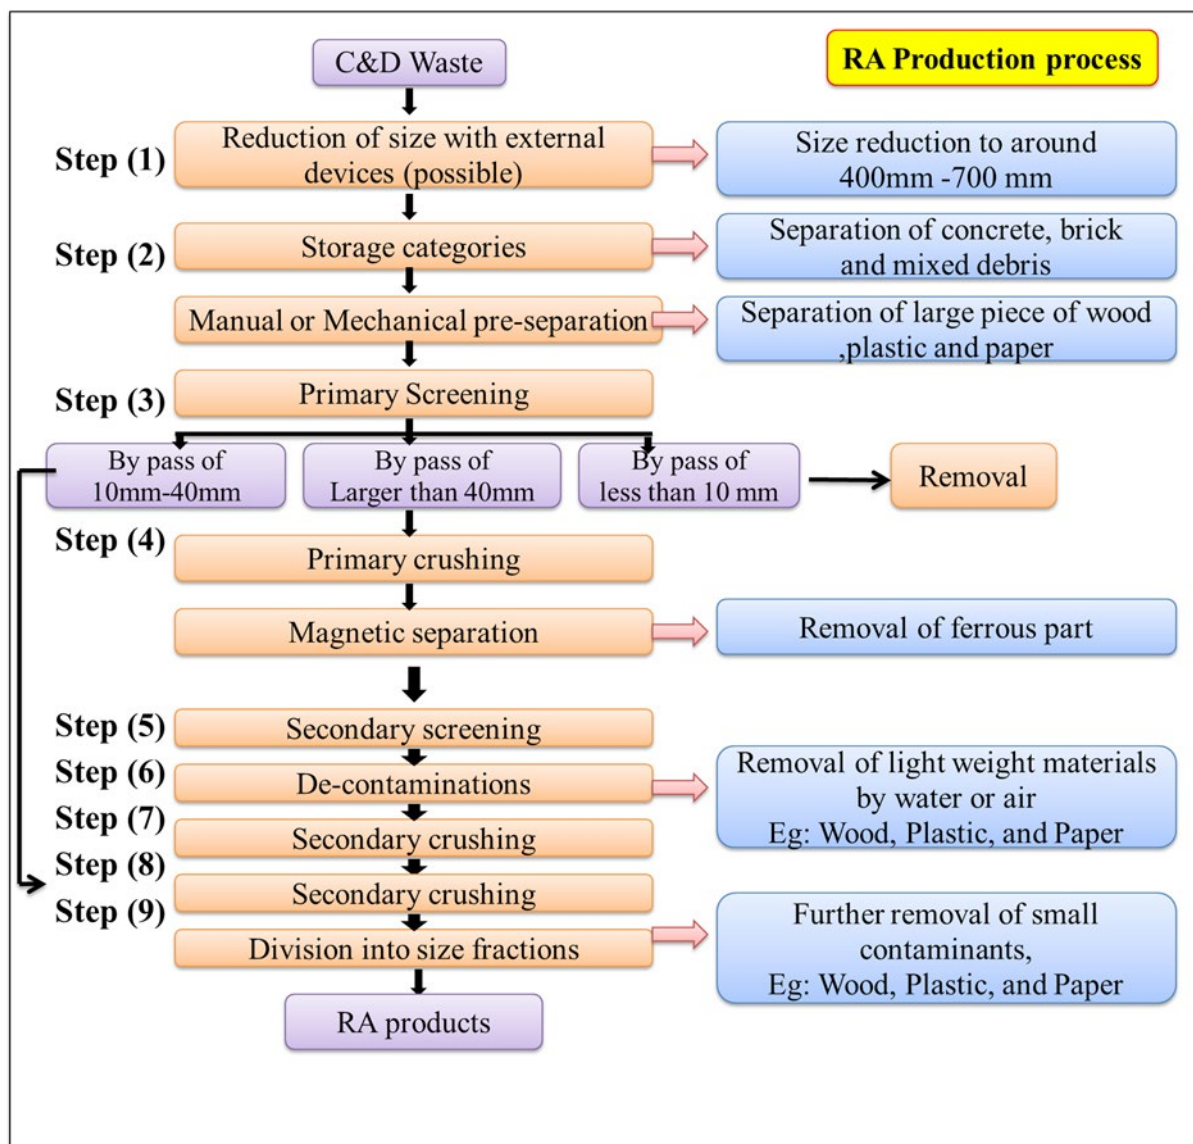 C&D Waste
RA Production process
Step (1)
Reduction of size with external
devices (possible)
Size reduction to around
400mm -700 mm
Step (2)
Storage categories
Separation of concrete, brick
and mixed debris
Manual or Mechanical pre-separation
Separation of large piece of wood
,plastic and paper
Step (3)
Primary Screening
By pass of
10mm-40mm
By pass of
Larger than 40mm
By pass of
less than 10 mm
Removal
Step (4)
Primary crushing
Magnetic separation
Removal of ferrous part
Step (5)
Secondary screening
Step (6)
De-contaminations
Removal of light weight materials
by water or air
Eg: Wood, Plastic, and Paper
Step (7)
Secondary crushing
Step (8)
Secondary crushing
Step (9)
Division into size fractions
Further removal of small
contaminants,
Eg: Wood, Plastic, and Paper
RA products